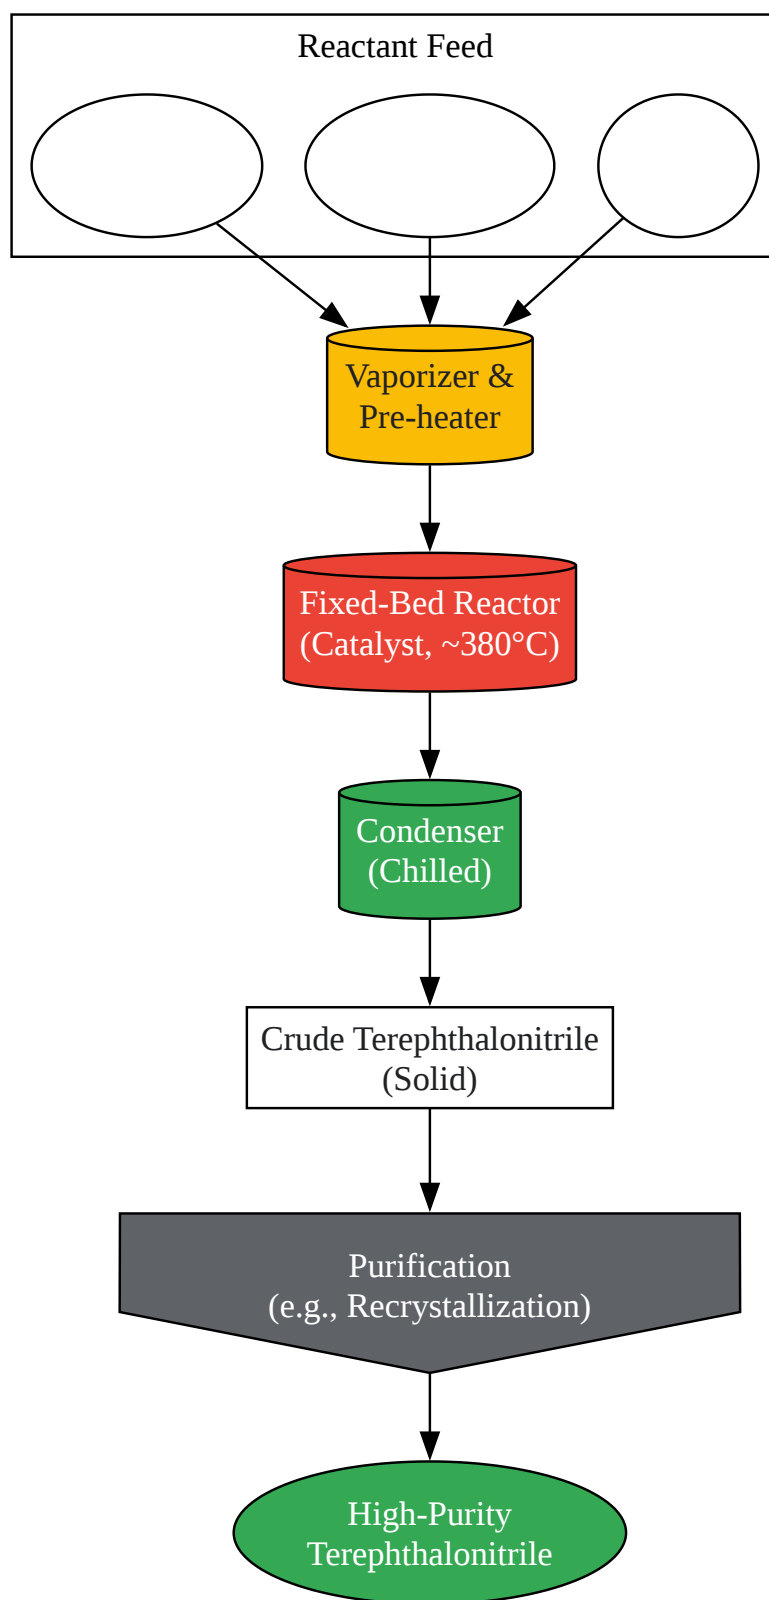 Reactant Feed
Vaporizer &
Pre-heater
Fixed-Bed Reactor
(Catalyst, ~380°C)
Condenser
(Chilled)
Crude Terephthalonitrile
(Solid)
Purification
(e.g., Recrystallization)
High-Purity
Terephthalonitrile